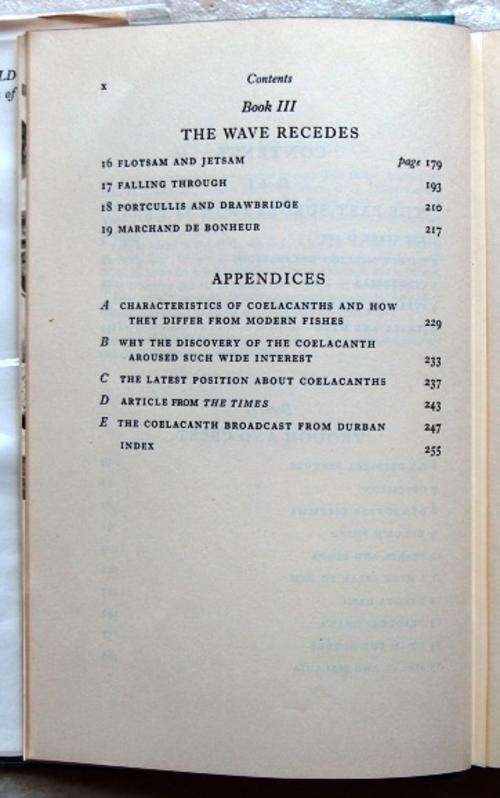 LD
s of
x Contents
Book III
THE WAVE RECEDES
16 FLOTSAM AND JETSAM page 179
17 FALLING THROUGH 193
18 PORTCULLIS AND DRAWBRIDGE 210
19 MARCHAND DE BONHEUR 217
APPENDICES
A CHARACTERISTICS OF COELACANTHS AND HOW
THEY DIFFER FROM MODERN FISHES 229
B WHY THE DISCOVERY OF THE COELACANTH
AROUSED SUCH WIDE INTEREST 233
C THE LATEST POSITION ABOUT COELACANTHS 237
D ARTICLE FROM THE TIMES 243
E THE COELACANTH BROADCAST FROM DURBAN 247
INDEX 255